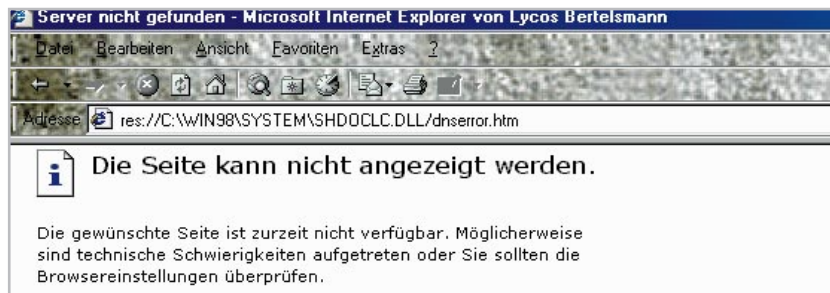 Server nicht gefunden - Microsoft Internet Explorer von Lycos Bertelsmann
Datei Bearbeiten Ansicht Favoriten Extras ?
Adresse res://C:\WIN98\SYSTEM\SHDOCLC.DLL/dnserror.htm
Die Seite kann nicht angezeigt werden.
Die gewünschte Seite ist zurzeit nicht verfügbar. Möglicherweise
sind technische Schwierigkeiten aufgetreten oder Sie sollten die
Browsereinstellungen überprüfen.